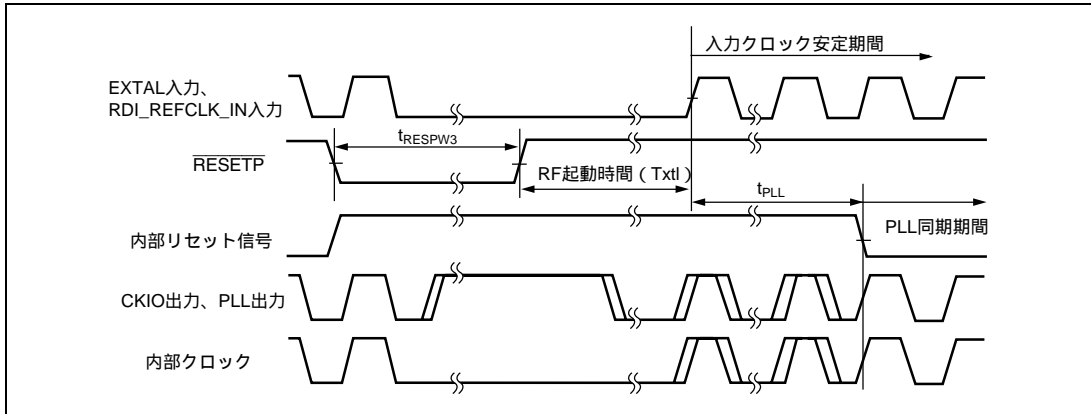 入力クロック安定期間
EXTAL入力、
RDI_REFCLK_IN入力
tRESPW3
RESETP
RF起動時間(Txtl)
tPLL
PLL同期期間
内部リセット信号
CKIO出力、PLL出力
内部クロック